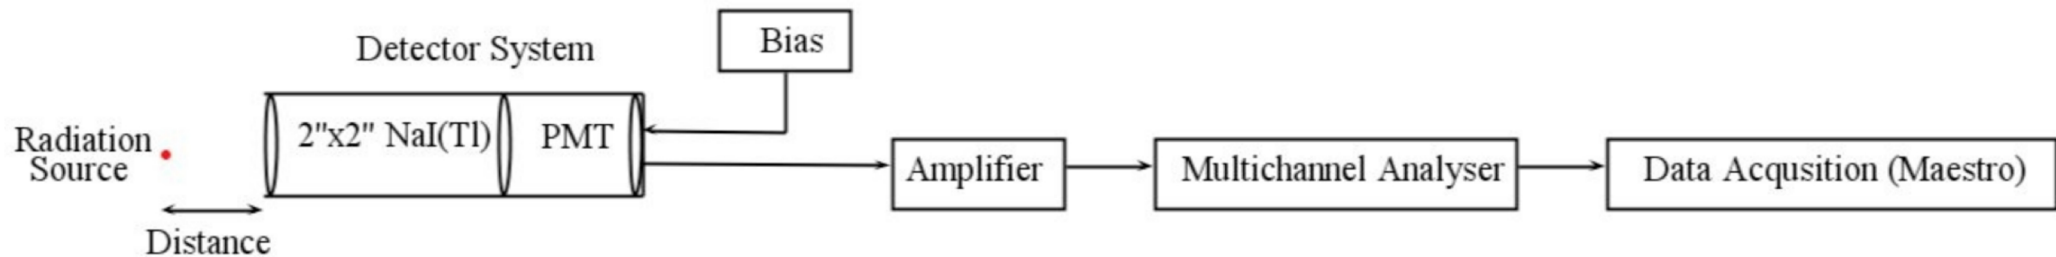 Bias
Detector System
Radiation
Source
2"x2" NaI(Tl)
PMT
Amplifier
Multichannel Analyser
Data Acqusition (Maestro)
Distance